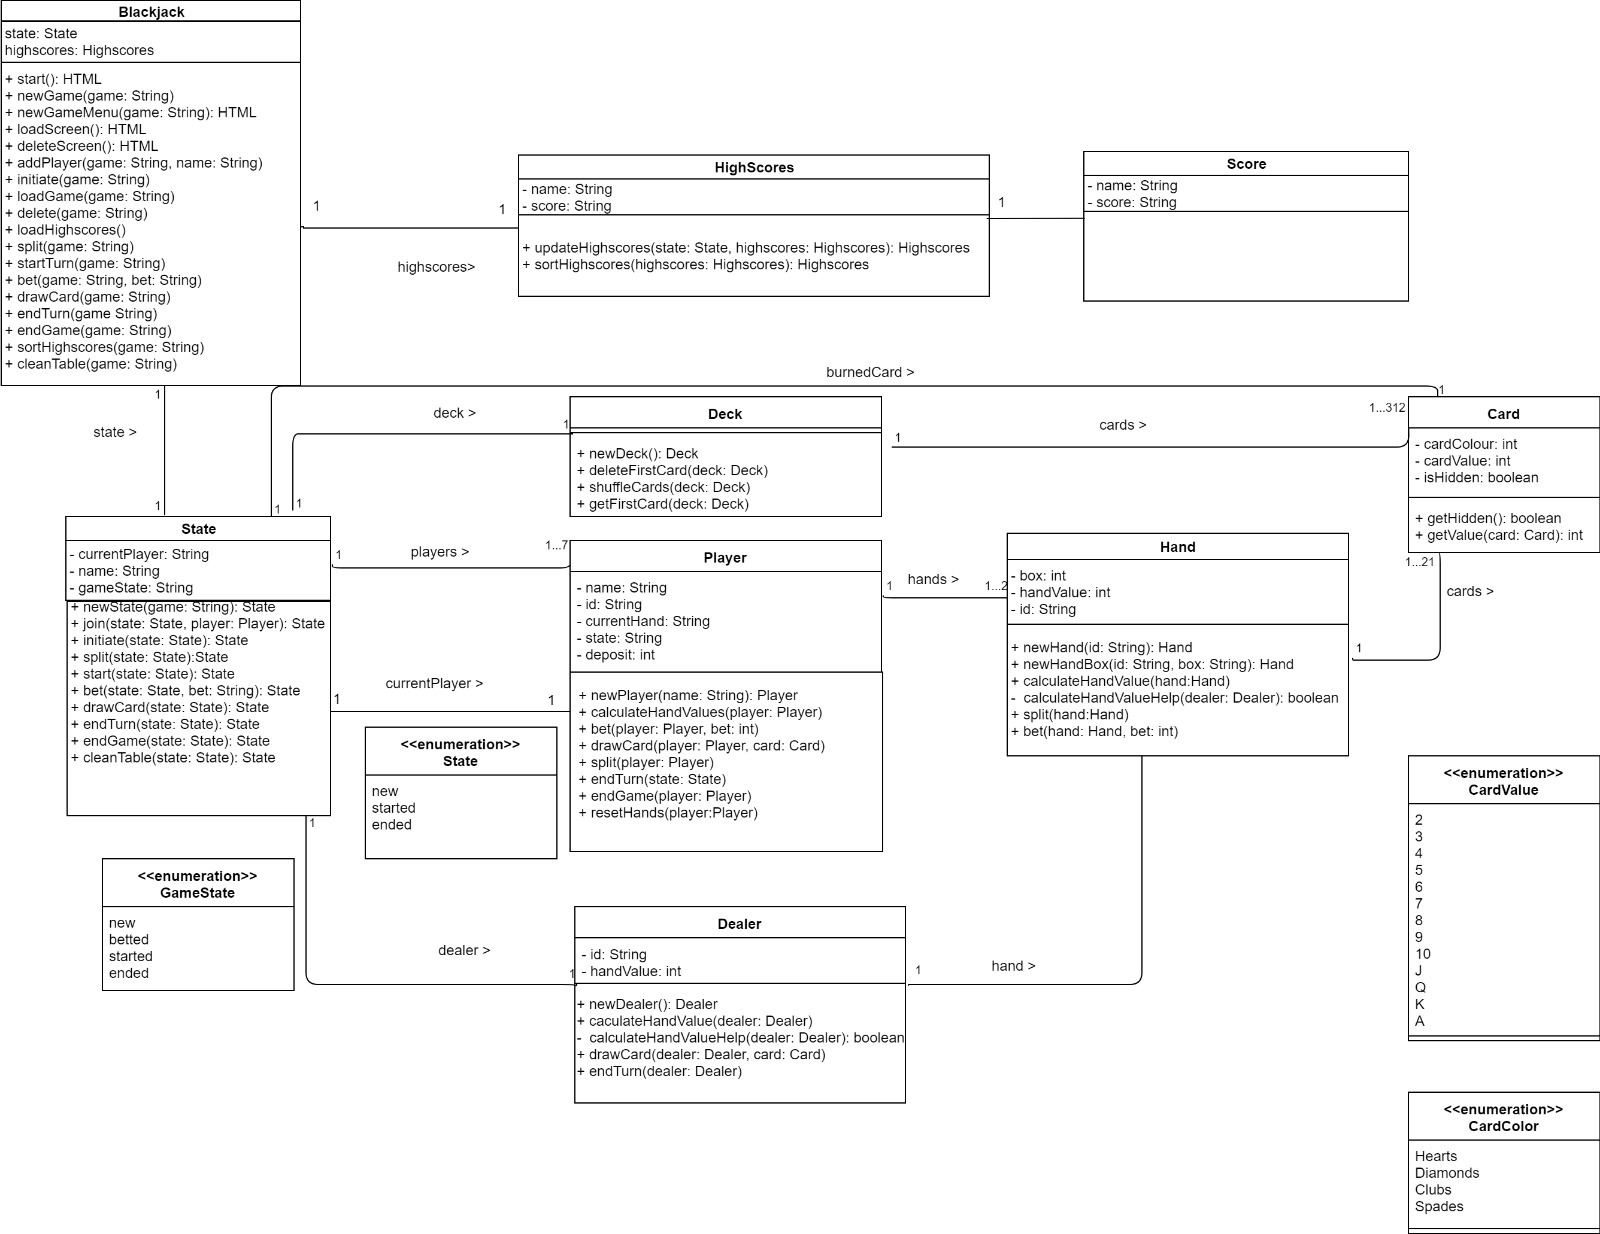 Blackjack
state: State
highscores: Highscores
+ start(): HTML
+ newGame(game: String)
+ newGameMenu(game: String): HTML
+ loadScreen(): HTML
+ deleteScreen(): HTML
+ addPlayer(game: String, name: String)
+ initiate(game: String)
+ loadGame(game: String)
+ delete(game: String)
+ loadHighscores()
+ split(game: String)
+ startTurn(game: String)
+ bet(game: String, bet: String)
+ drawCard(game: String)
+ endTurn(game String)
+ endGame(game: String)
+ sortHighscores(game: String)
+ cleanTable(game: String)
1
1
highscores>
HighScores
- name: String
- score: String
+ updateHighscores(state: State, highscores: Highscores): Highscores
+ sortHighscores(highscores: Highscores): Highscores
1
Score
- name: String
- score: String
1
state >
1
burnedCard >
1
1
deck >
1
1
Deck
+ newDeck(): Deck
+ deleteFirstCard(deck: Deck)
+ shuffleCards(deck: Deck)
+ getFirstCard(deck: Deck)
1
cards >
1...312
Card
- cardColour: int
- cardValue: int
- isHidden: boolean
+ getHidden(): boolean
+ getValue(card: Card): int
State
- currentPlayer: String
- name: String
- gameState: String
+ newState(game: String): State
+ join(state: State, player: Player): State
+ initiate(state: State): State
+ split(state: State):State
+ start(state: State): State
+ bet(state: State, bet: String): State
+ drawCard(state: State): State
+ endTurn(state: State): State
+ endGame(state: State): State
+ cleanTable(state: State): State
1
players >
1...7
1
currentPlayer >
1
Player
- name: String
- id: String
- currentHand: String
- state: String
- deposit: int
+ newPlayer(name: String): Player
+ calculateHandValues(player: Player)
+ bet(player: Player, bet: int)
+ drawCard(player: Player, card: Card)
+ split(player: Player)
+ endTurn(state: State)
+ endGame(player: Player)
+ resetHands(player:Player)
1
hands >
1...2
Hand
- box: int
- handValue: int
- id: String
+ newHand(id: String): Hand
+ newHandBox(id: String, box: String): Hand
+ calculateHandValue(hand:Hand)
- calculateHandValueHelp(dealer: Dealer): boolean
+ split(hand:Hand)
+ bet(hand: Hand, bet: int)
1...21
cards >
1
<<enumeration>>
State
new
started
ended
<<enumeration>>
GameState
new
betted
started
ended
1
dealer >
1
Dealer
- id: String
- handValue: int
+ newDealer(): Dealer
+ caculateHandValue(dealer: Dealer)
- calculateHandValueHelp(dealer: Dealer): boolean
+ drawCard(dealer: Dealer, card: Card)
+ endTurn(dealer: Dealer)
1
hand >
<<enumeration>>
CardValue
2
3
4
5
6
7
8
9
10
J
Q
K
A
<<enumeration>>
CardColor
Hearts
Diamonds
Clubs
Spades